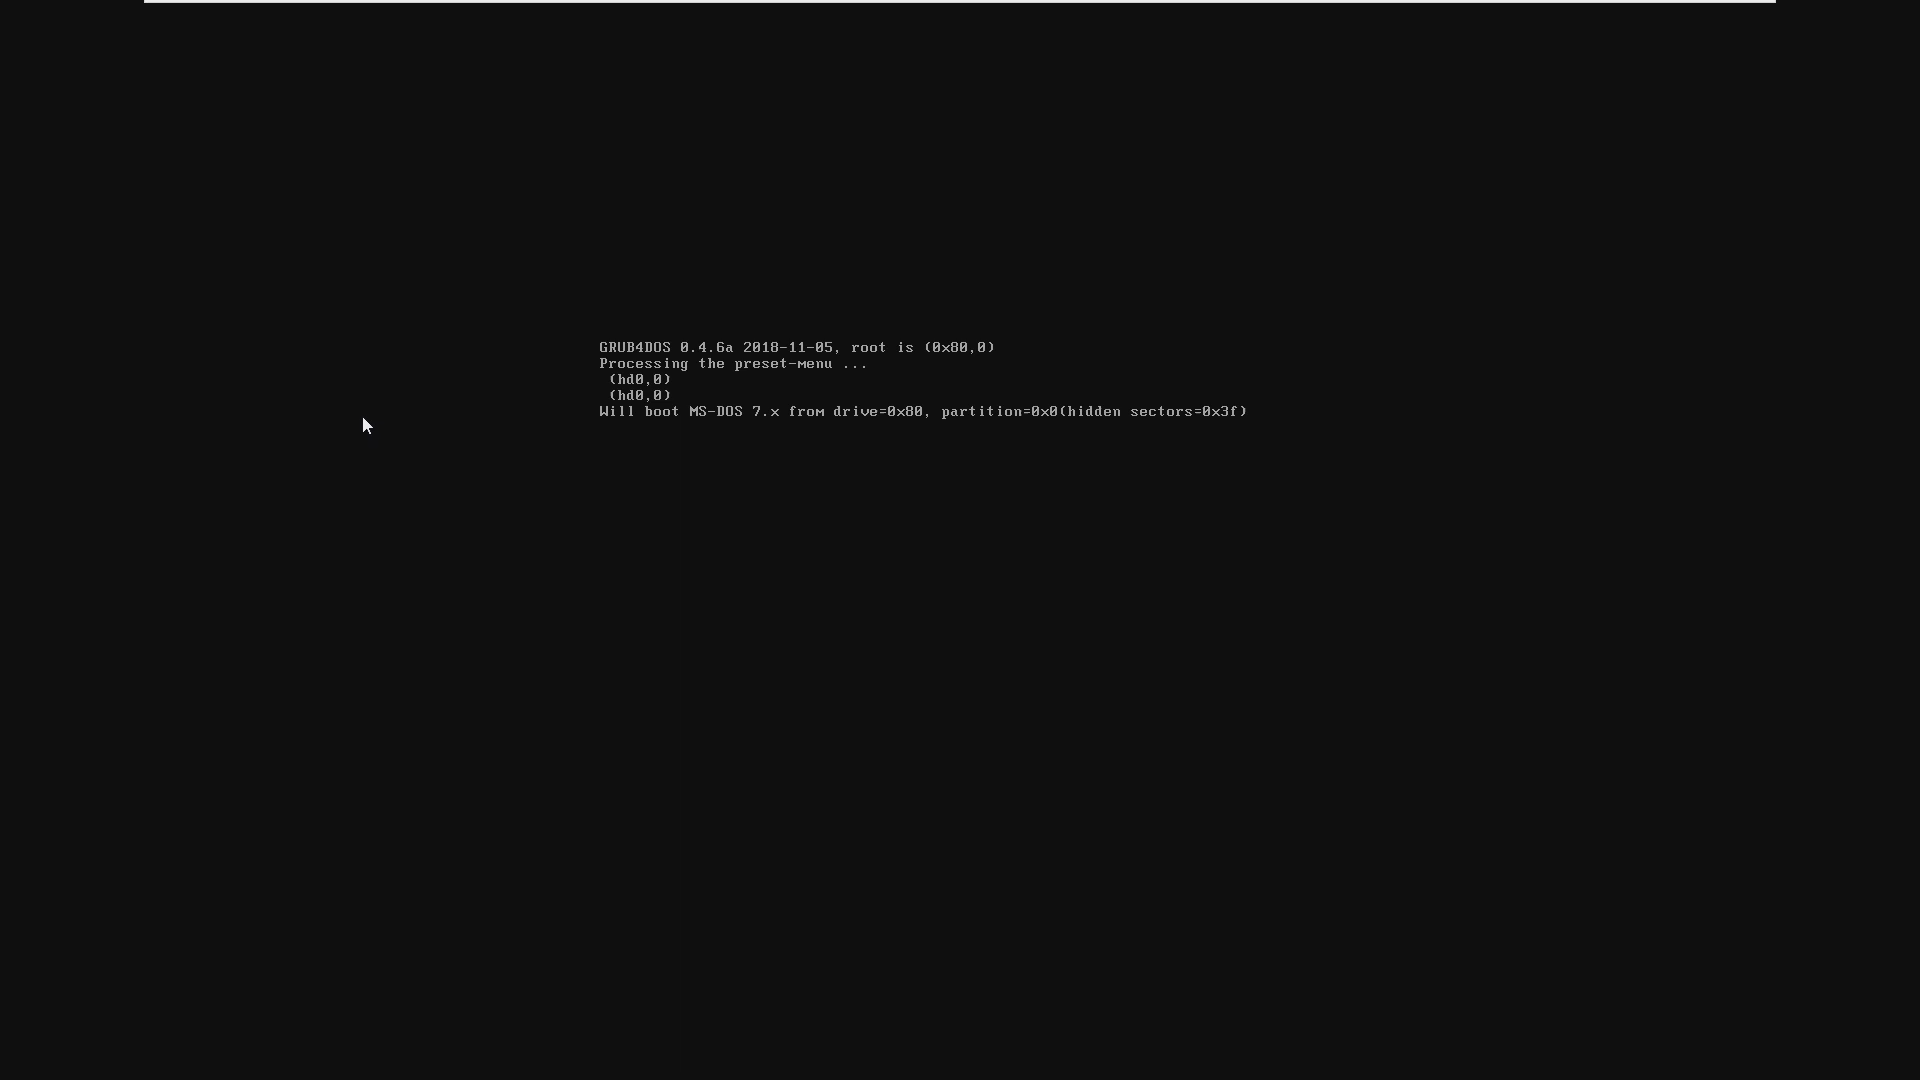 GRUB4DOS 0.4.6a 2018-11-05, root is (0x80,0)
Processing the preset-menu ...
(hd0,0)
(hd0,0)
Will boot MS-DOS 7.x from drive=0x80, partition=0x0(hidden sectors=0x3f)